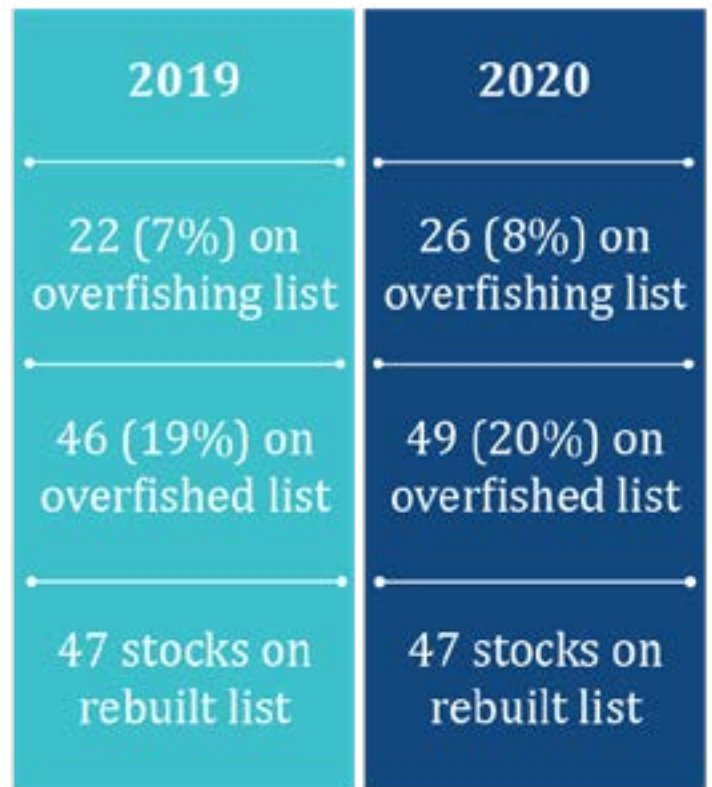 2019
22 (7%) on
overfishing list
46 (19%) on
overfished list
47 stocks on
rebuilt list
2020
26 (8%) on
overfishing list
49 (20%) on
overfished list
47 stocks on
rebuilt list